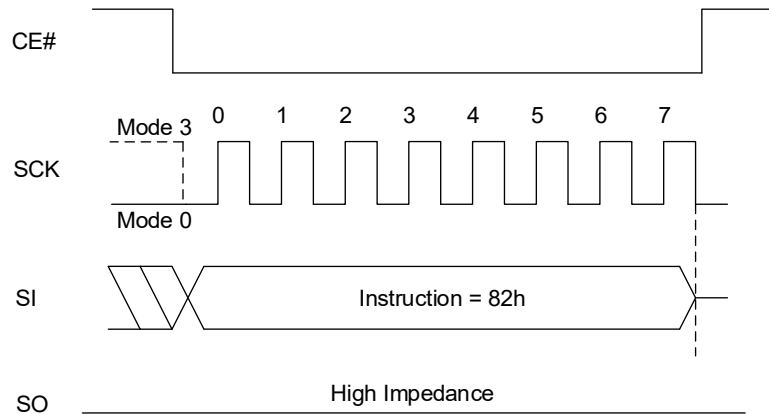 CE#
0 1 2 3 4 5 6 7
Mode 3
SCK
Mode 0
SI
Instruction = 82h
High Impedance
SO